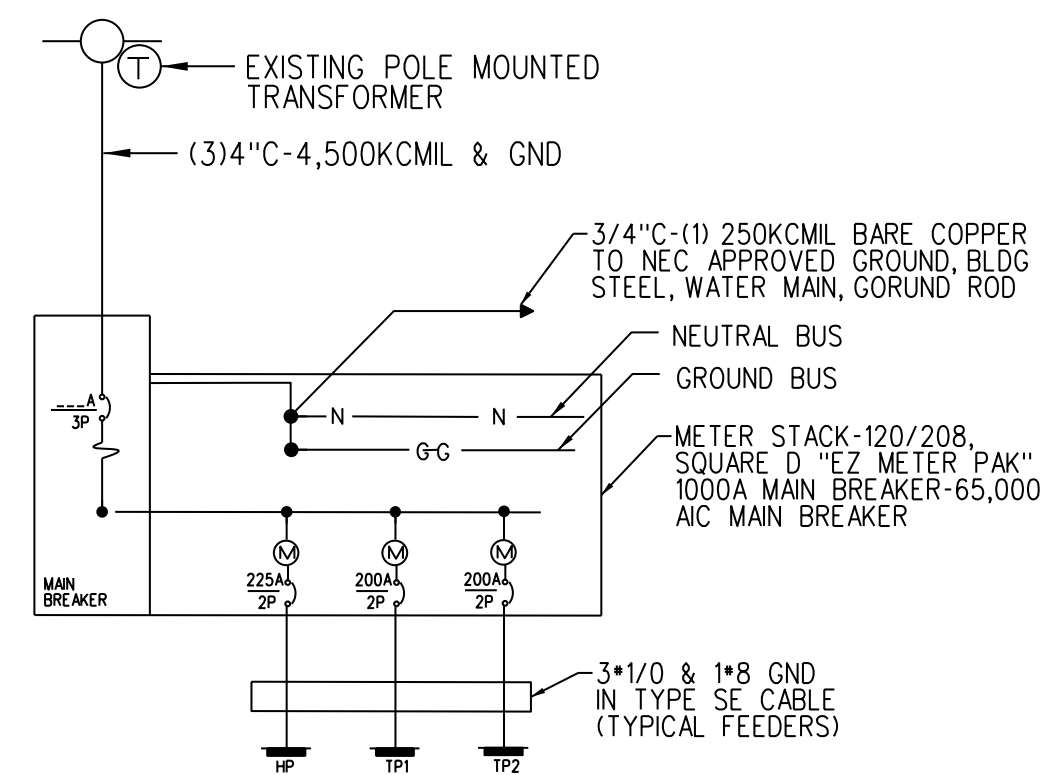 T
EXISTING POLE MOUNTED
TRANSFORMER
(3)4"C-4,500KCMIL & GND
3/4"C-(1) 250KCMIL BARE COPPER
TO NEC APPROVED GROUND, BLDG
STEEL, WATER MAIN, GORUND ROD
NEUTRAL BUS
GROUND BUS
---A
3P
N N
G-G
METER STACK-120/208,
SQUARE D "EZ METER PAK"
1000A MAIN BREAKER-65,000
AIC MAIN BREAKER
M M M
225A 200A 200A
2P 2P 2P
MAIN
BREAKER
3#1/0 & 1#8 GND
IN TYPE SE CABLE
(TYPICAL FEEDERS)
HP TP1 TP2